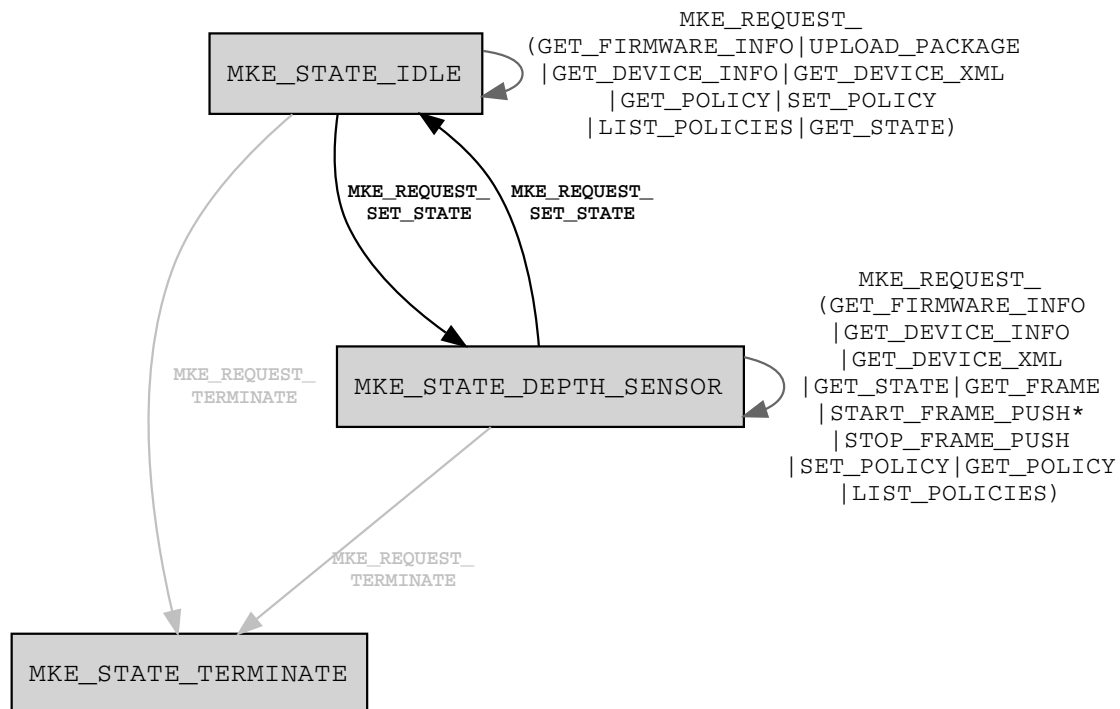 MKE_REQUEST_
(GET_FIRMWARE_INFO|UPLOAD_PACKAGE
|GET_DEVICE_INFO|GET_DEVICE_XML
|GET_POLICY|SET_POLICY
|LIST_POLICIES|GET_STATE)
MKE_STATE_IDLE
MKE_REQUEST_
SET_STATE
MKE_REQUEST_
SET_STATE
MKE_REQUEST_
(GET_FIRMWARE_INFO
|GET_DEVICE_INFO
|GET_DEVICE_XML
|GET_STATE|GET_FRAME
|START_FRAME_PUSH*
|STOP_FRAME_PUSH
|SET_POLICY|GET_POLICY
|LIST_POLICIES)
MKE_STATE_DEPTH_SENSOR
MKE_REQUEST_
TERMINATE
MKE_REQUEST_
TERMINATE
MKE_STATE_TERMINATE